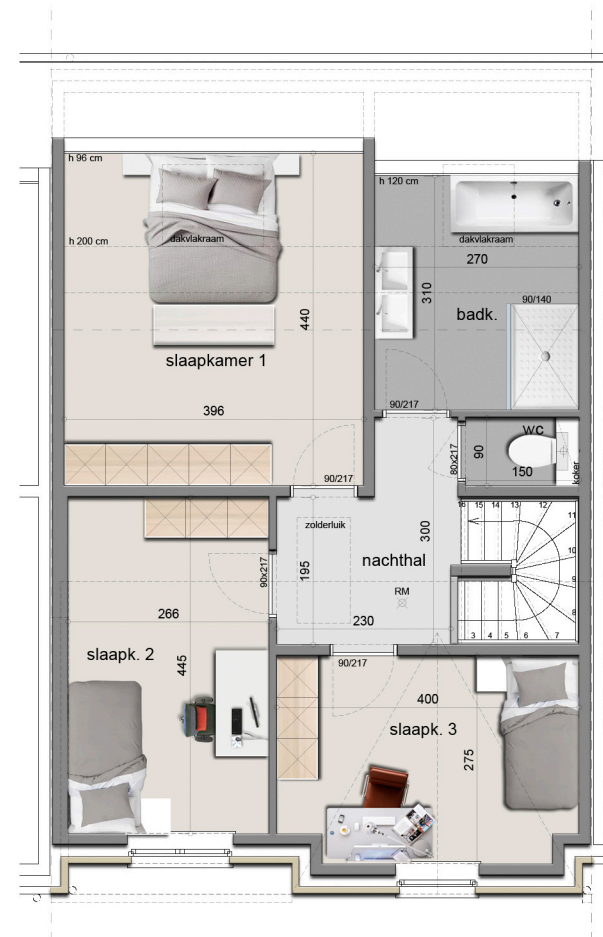 h 96 cm
h 120 cm
h 200 cm
dakvlakraam
dakvlakraam
270
310
440
90/140
badk.
slaapkamer 1
396
90/217
wc
80x217
90
150
koker
90/217
zolderluik
300
16 15 14 13 12
11
10
9
8
3 4 5 6 7
nachthal
195
90x217
RM
230
266
slaapk. 2
445
90/217
400
slaapk. 3
275